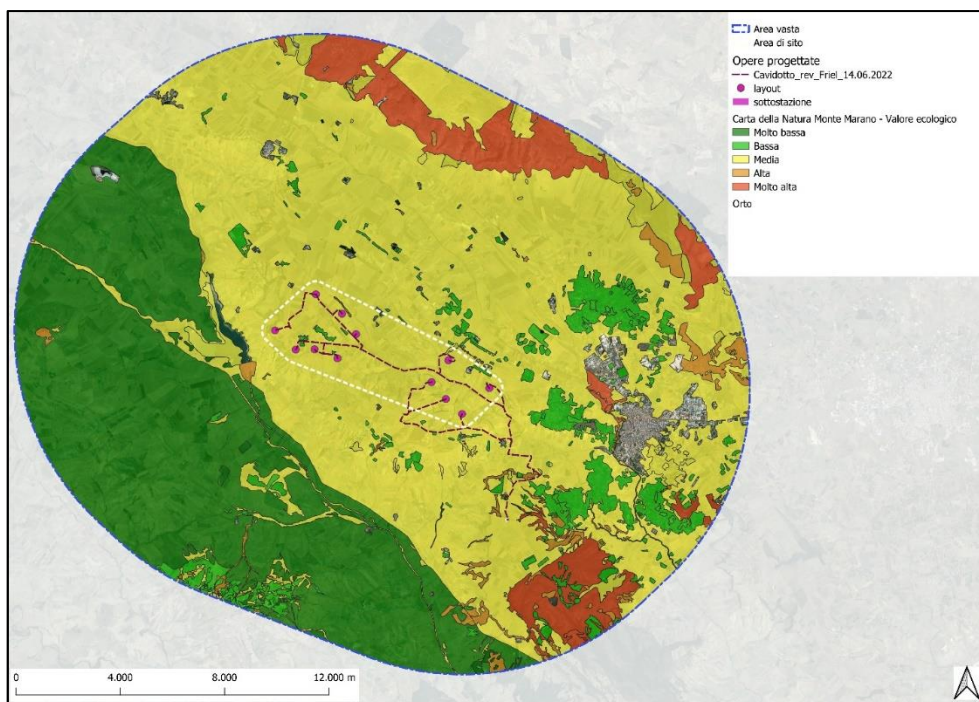 Area vasta
Area di sito
Opere progettate
Cavidotto_rev_Friel_14.06.2022
layout
sottostazione
Carta della Natura Monte Marano - Valore ecologico
Molto bassa
Bassa
Media
Alta
Molto alta
Orto
0 4.000 8.000 12.000 m